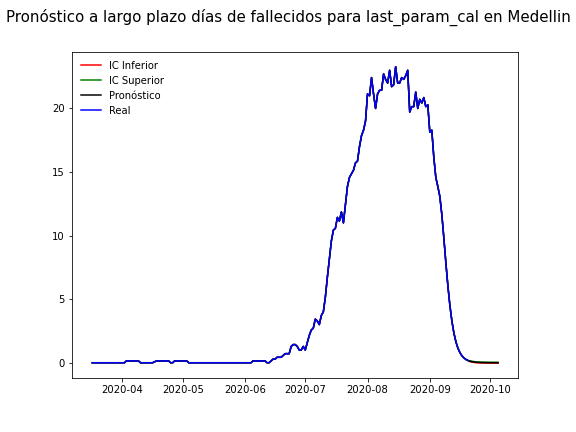 Pronóstico a largo plazo días de fallecidos para last_param_cal en Medellin
IC Inferior
IC Superior
Pronóstico
Real
20
15
10
5
0
2020-04 2020-05 2020-06 2020-07 2020-08 2020-09 2020-10